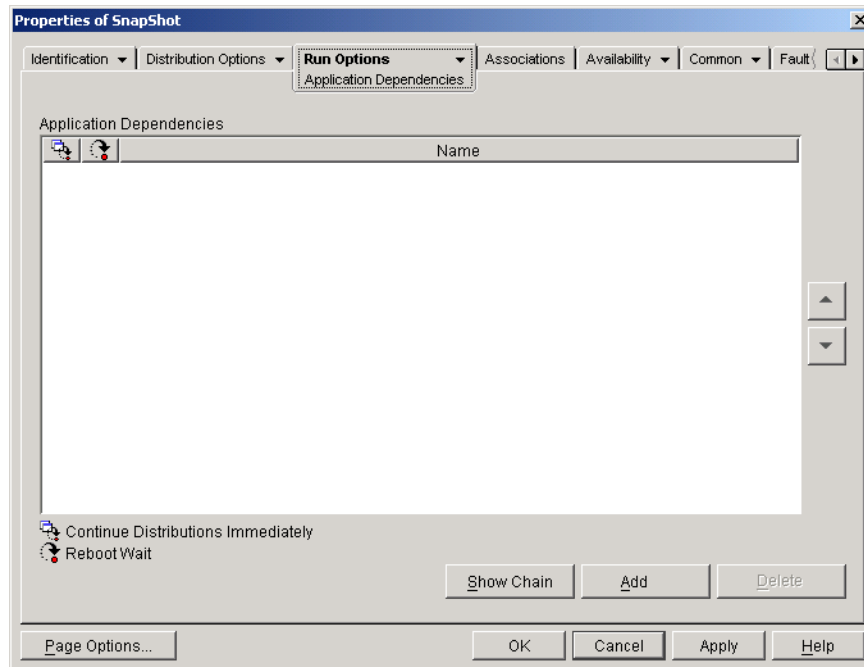 Properties of SnapShot
Identification Distribution Options Run Options Associations Availability Common Fault
Application Dependencies
Application Dependencies
Name
Continue Distributions Immediately
Reboot Wait
Show Chain Add Delete
Page Options... OK Cancel Apply Help